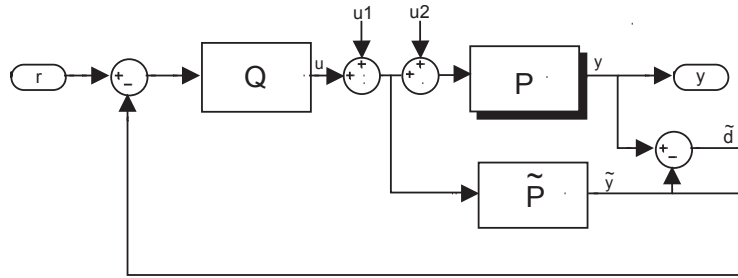 u1 u2
r + - Q u + + + + P y y
+ - d̃
P̃ ỹ